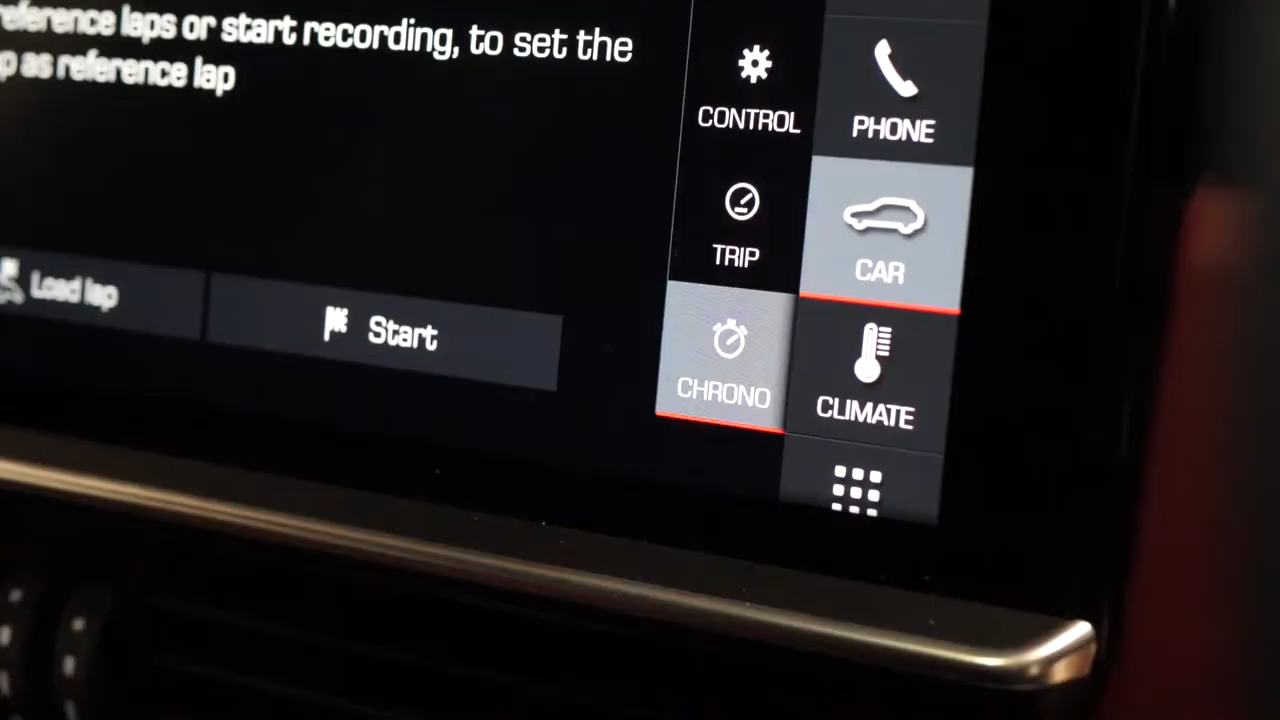 reference laps or start recording, to set the
as reference lap
CONTROL
PHONE
TRIP
CAR
Load lap
Start
CHRONO
CLIMATE